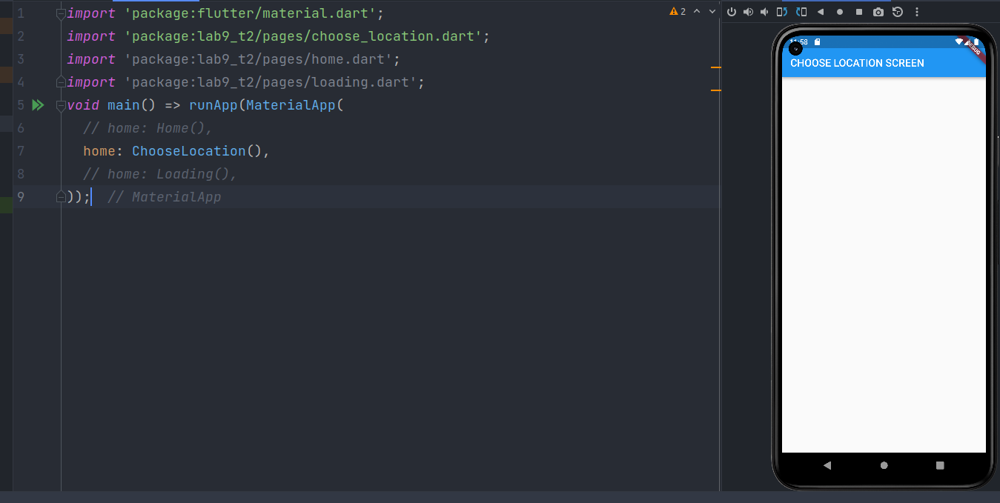 1 import 'package:flutter/material.dart';
2 import 'package:lab9_t2/pages/choose_location.dart';
3 import 'package:lab9_t2/pages/home.dart';
4 import 'package:lab9_t2/pages/loading.dart';
5 void main() => runApp(MaterialApp(
6 // home: Home(),
7 home: ChooseLocation(),
8 // home: Loading(),
9 )); // MaterialApp
2
DEBUG
CHOOSE LOCATION SCREEN